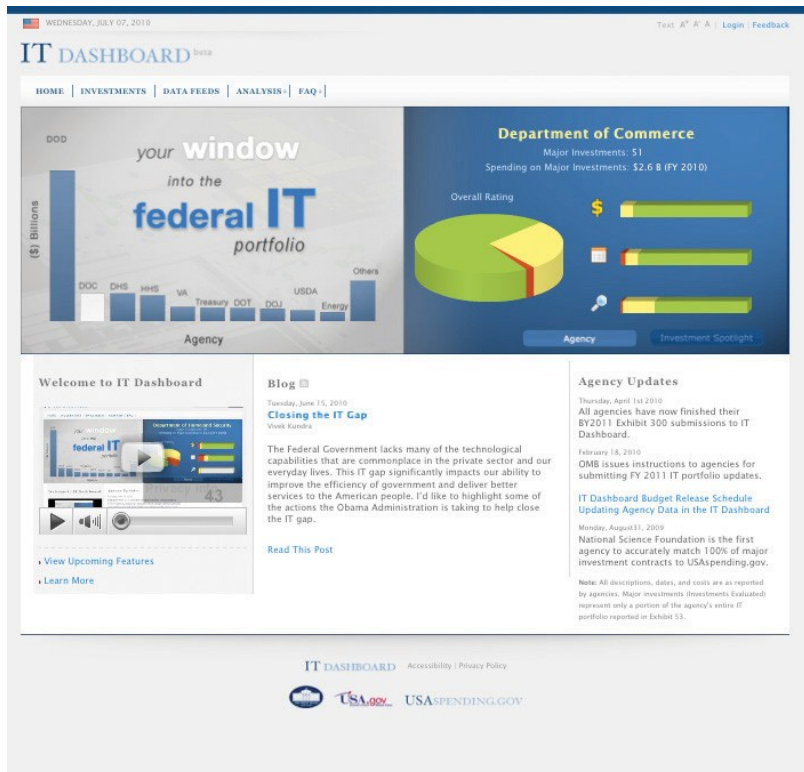 WEDNESDAY, JULY 07, 2010
Text A+ A- A | Login | Feedback
IT DASHBOARD beta
HOME | INVESTMENTS | DATA FEEDS | ANALYSIS | FAQ
your window
into the
federal IT
portfolio
($) Billions
DOD
DOC
DHS
HHS
VA
Treasury
DOT
DOJ
USDA
Energy
Others
Agency
Department of Commerce
Major Investments: 51
Spending on Major Investments: $2.6 B (FY 2010)
Overall Rating
$
Agency
Investment Spotlight
Welcome to IT Dashboard
federal IT
43
View Upcoming Features
Learn More
Blog
Tuesday, June 15, 2010
Closing the IT Gap
Vivek Kundra
The Federal Government lacks many of the technological
capabilities that are commonplace in the private sector and our
everyday lives. This IT gap significantly impacts our ability to
improve the efficiency of government and deliver better
services to the American people. I'd like to highlight some of
the actions the Obama Administration is taking to help close
the IT gap.
Read This Post
Agency Updates
Thursday, April 1st 2010
All agencies have now finished their
BY2011 Exhibit 300 submissions to IT
Dashboard.
February 18, 2010
OMB issues instructions to agencies for
submitting FY 2011 IT portfolio updates.
IT Dashboard Budget Release Schedule
Updating Agency Data in the IT Dashboard
Monday, August31, 2009
National Science Foundation is the first
agency to accurately match 100% of major
investment contracts to USAspending.gov.
Note: All descriptions, dates, and costs are as reported
by agencies. Major investments (Investments Evaluated)
represent only a portion of the agency's entire IT
portfolio reported in Exhibit 53.
IT DASHBOARD Accessibility | Privacy Policy
USA.gov
USASPENDING.GOV